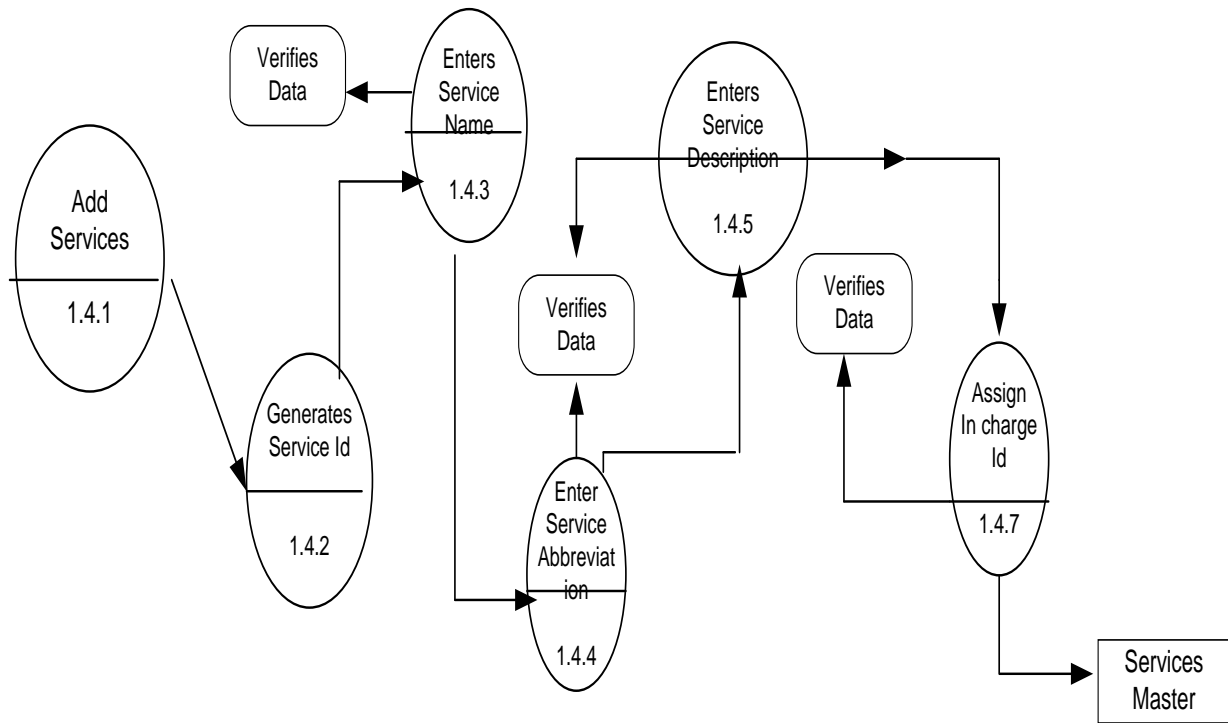 Add
Services
1.4.1
Generates
Service Id
1.4.2
Verifies
Data
Enters
Service
Name
1.4.3
Enter
Service
Abbreviat
ion
1.4.4
Verifies
Data
Enters
Service
Description
1.4.5
Verifies
Data
Assign
In charge
Id
1.4.7
Services
Master